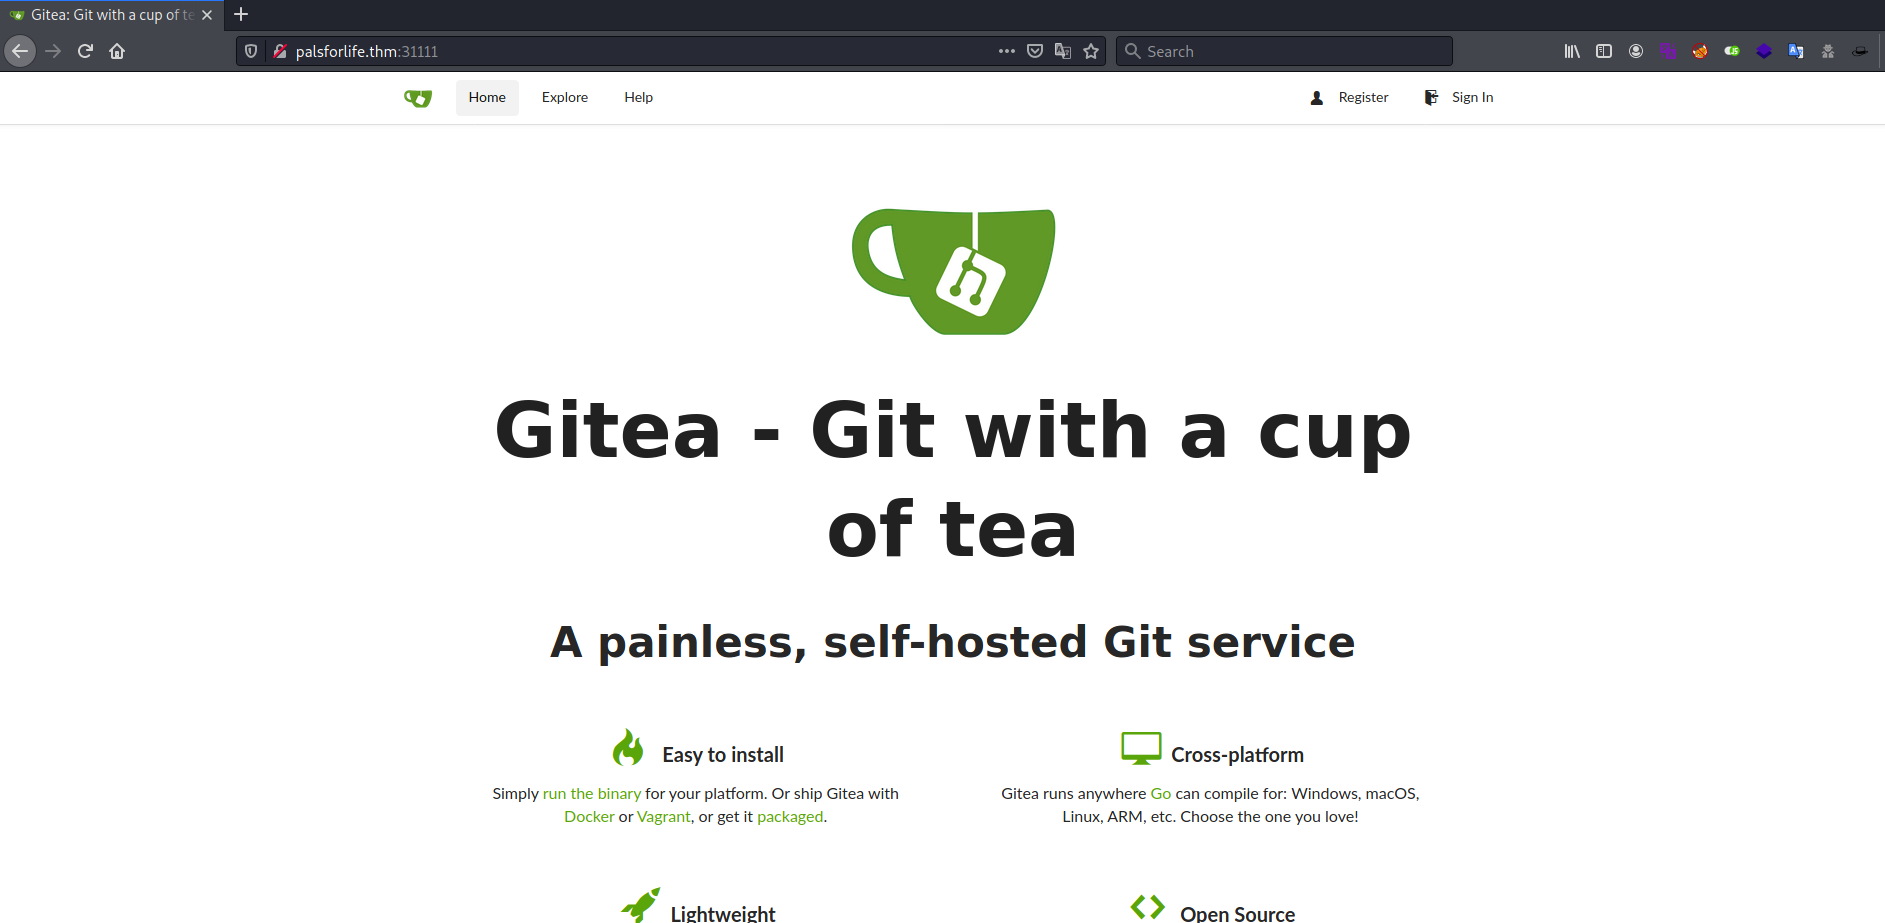 Gitea: Git with a cup of te
palsforlife.thm:31111
Search
Home
Explore
Help
Register
Sign In
Gitea - Git with a cup
of tea
A painless, self-hosted Git service
Easy to install
Simply run the binary for your platform. Or ship Gitea with
Docker or Vagrant, or get it packaged.
Cross-platform
Gitea runs anywhere Go can compile for: Windows, macOS,
Linux, ARM, etc. Choose the one you love!
Lightweight
Open Source